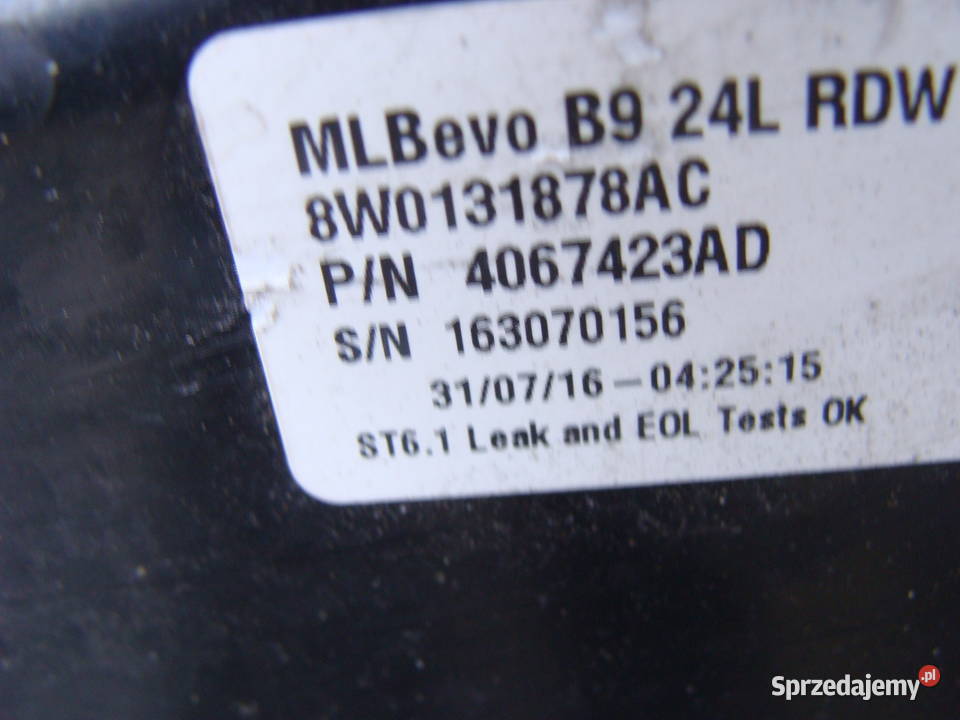 MLBevo B9 24L RDW
8W0131878AC
P/N 4067423AD
S/N 163070156
31/07/16 – 04:25:15
ST6.1 Leak and EOL Tests OK
Sprzedajemy.pl